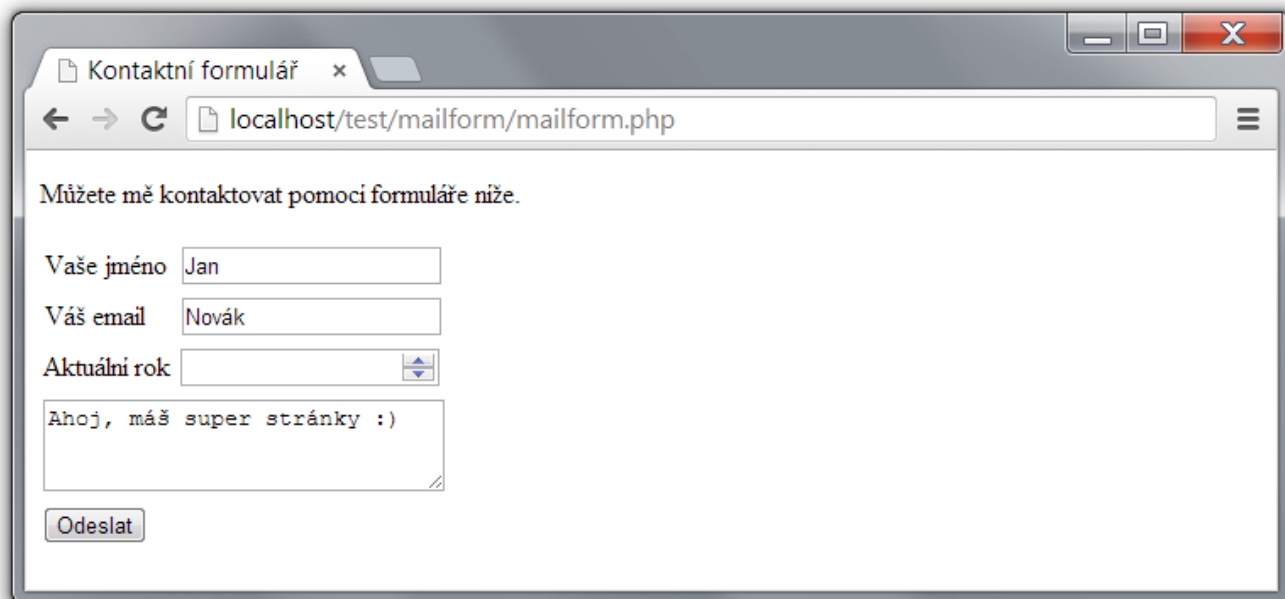 Kontaktní formulář
localhost/test/mailform/mailform.php
Můžete mě kontaktovat pomocí formuláře níže.
Vaše jméno Jan
Váš email Novák
Aktuální rok
Ahoj, máš super stránky :)
Odeslat